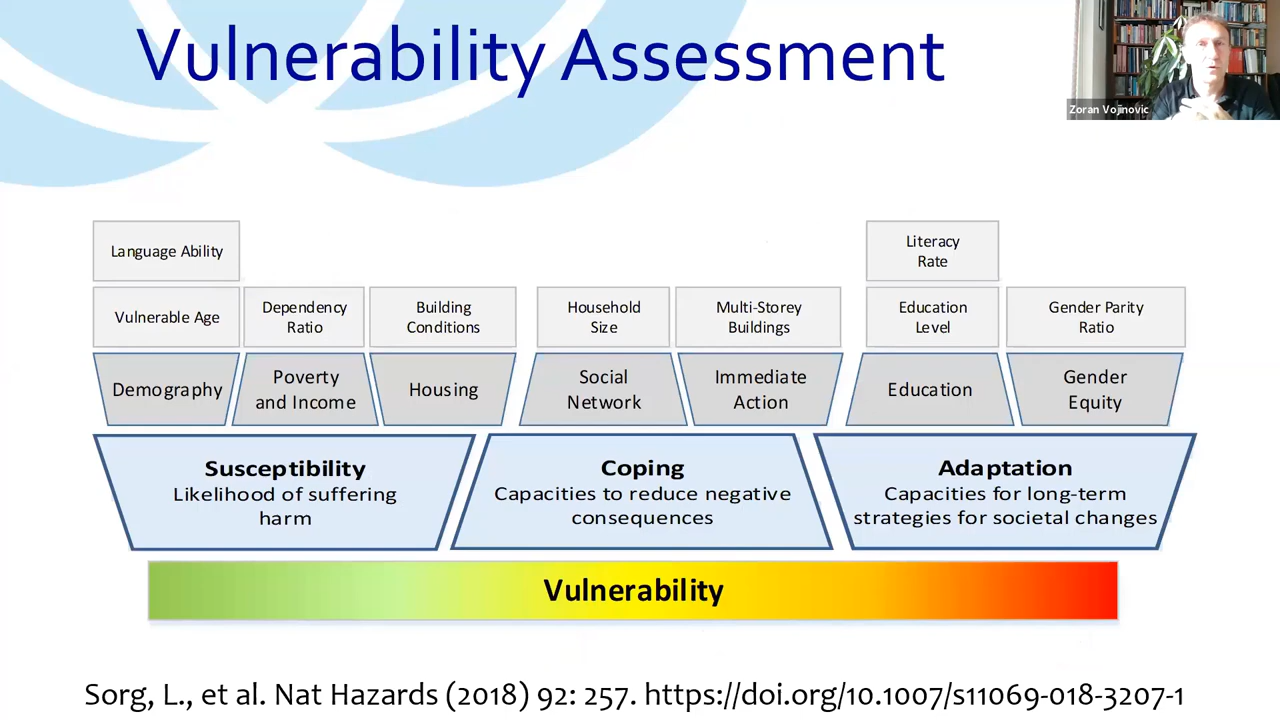 Vulnerability Assessment
Zoran Vojinovic
Language Ability
Literacy
Rate
Vulnerable Age
Dependency
Ratio
Building
Conditions
Household
Size
Multi-Storey
Buildings
Education
Level
Gender Parity
Ratio
Demography
Poverty
and Income
Housing
Social
Network
Immediate
Action
Education
Gender
Equity
Susceptibility
Likelihood of suffering
harm
Coping
Capacities to reduce negative
consequences
Adaptation
Capacities for long-term
strategies for societal changes
Vulnerability
Sorg, L., et al. Nat Hazards (2018) 92: 257. https://doi.org/10.1007/s11069-018-3207-1